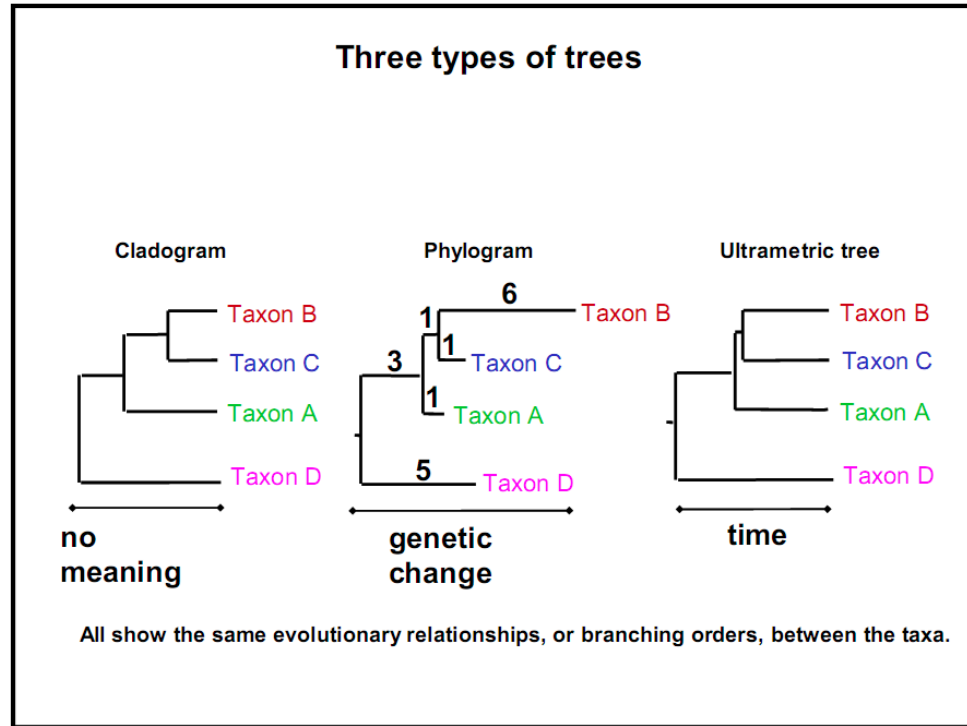 Three types of trees
Cladogram
Taxon B
Taxon C
Taxon A
Taxon D
no
meaning
Phylogram
6
Taxon B
1
1
Taxon C
3
1
Taxon A
5
Taxon D
genetic
change
Ultrametric tree
Taxon B
Taxon C
Taxon A
Taxon D
time
All show the same evolutionary relationships, or branching orders, between the taxa.